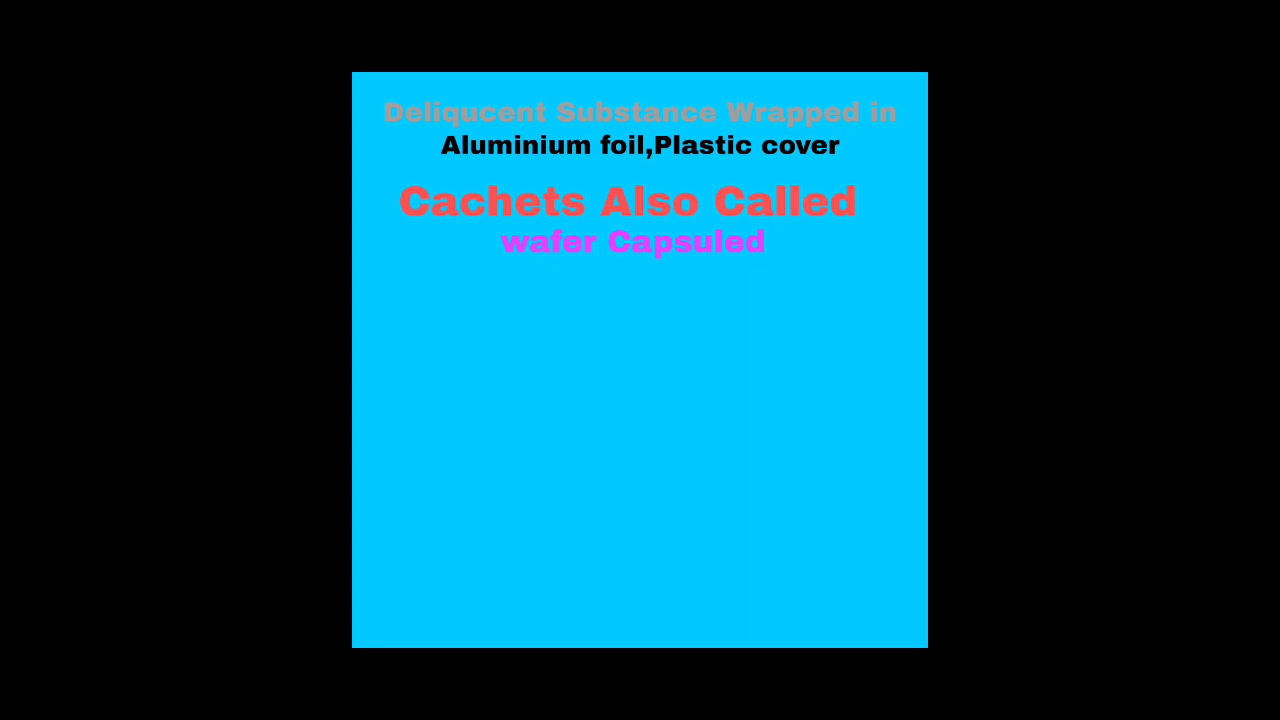 Deliqucent Substance Wrapped in
Aluminium foil,Plastic cover
Cachets Also Called
wafer Capsuled